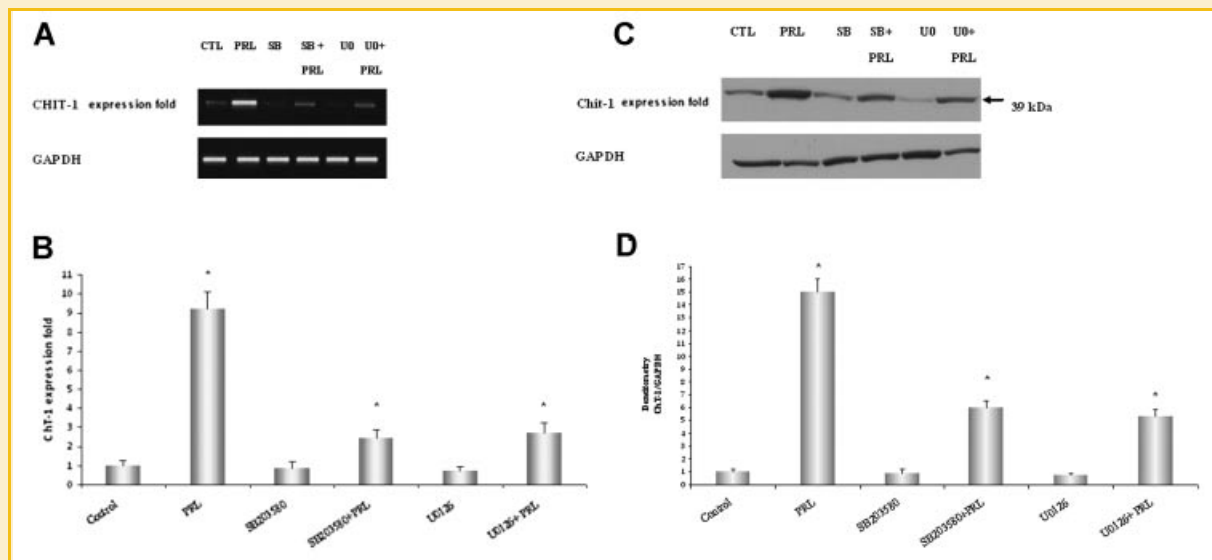 A
CTL PRL SB SB + PRL U0 U0+ PRL
CHIT-1 expression fold
GAPDH
B
11
10
9
8
7
6
5
4
3
2
1
0
ChT-1 expression fold
*
*
*
Control PRL SB203580 SB203580+PRL U0126 U0126+ PRL
C
CTL PRL SB SB+ PRL U0 U0+ PRL
Chit-1 expression fold
39 kDa
GAPDH
D
17
16
15
14
13
12
11
10
9
8
7
6
5
4
3
2
1
0
Densitometry
ChT-1/GAPDH
*
*
*
Control PRL SB203580 SB203580+PRL U0126 U0126+ PRL